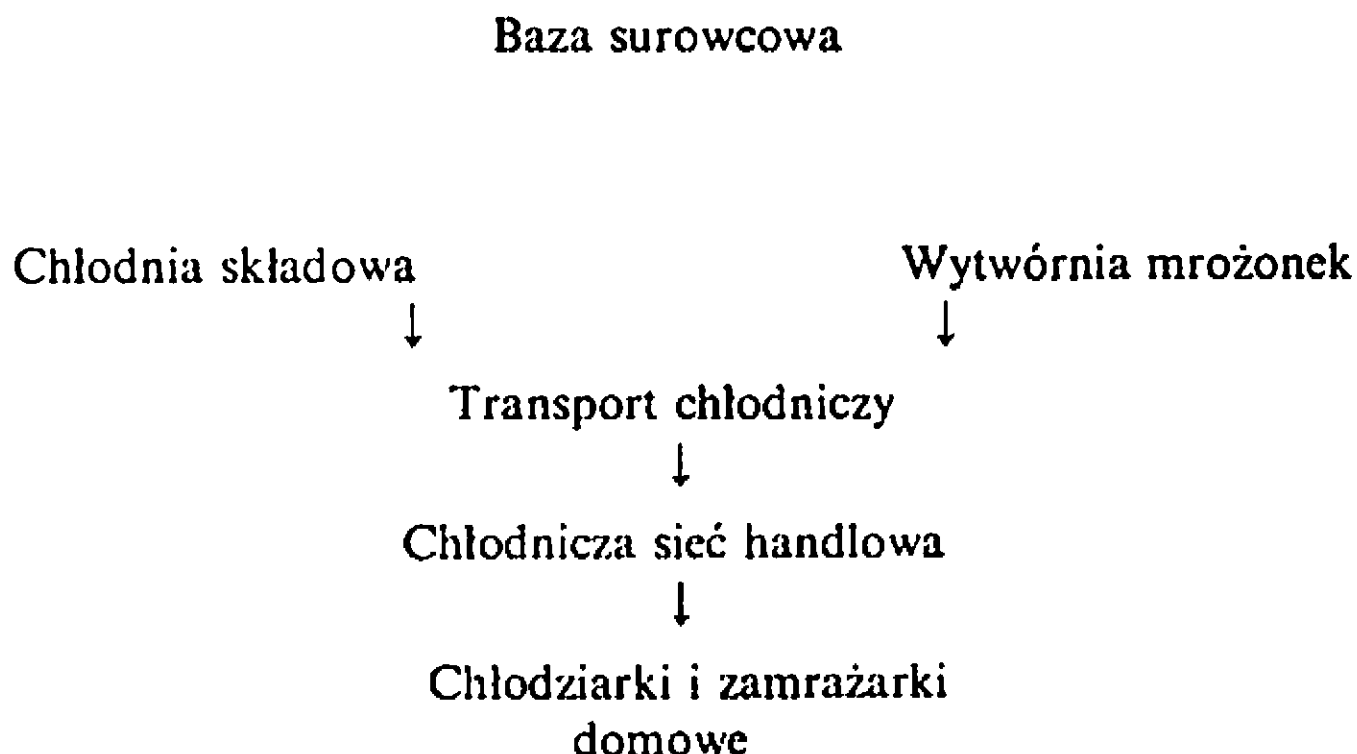 Baza surowcowa
Chłodnia składowa
Wytwórnia mrożonek
↓ ↓
Transport chłodniczy
↓
Chłodnicza sieć handlowa
↓
Chłodziarki i zamrażarki
domowe